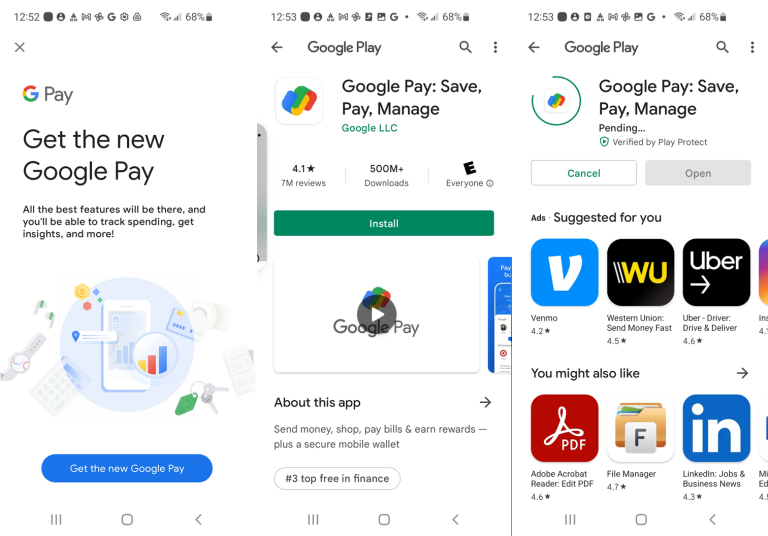 12:52
68%
G Pay
Get the new
Google Pay
All the best features will be there, and
you'll be able to track spending, get
insights, and more!
Get the new Google Pay
12:53
68%
Google Play
Google Pay: Save,
Pay, Manage
Google LLC
4.1★
500M+
E
7M reviews
Downloads
Everyone
Install
Pay
bu
Google Pay
About this app
Send money, shop, pay bills & earn rewards —
plus a secure mobile wallet
#3 top free in finance
12:53
68%
Google Play
Google Pay: Save,
Pay, Manage
Pending...
Verified by Play Protect
Cancel
Open
Ads · Suggested for you
WU
Uber
Venmo
4.2★
Western Union:
Send Money Fast
4.5★
Uber - Driver:
Drive & Deliver
4.6★
Ins
4.
You might also like
PDF
F
in
Adobe Acrobat
Reader: Edit PDF
4.6★
File Manager
4.7★
LinkedIn: Jobs &
Business News
4.3★
Mi
Ed
4.